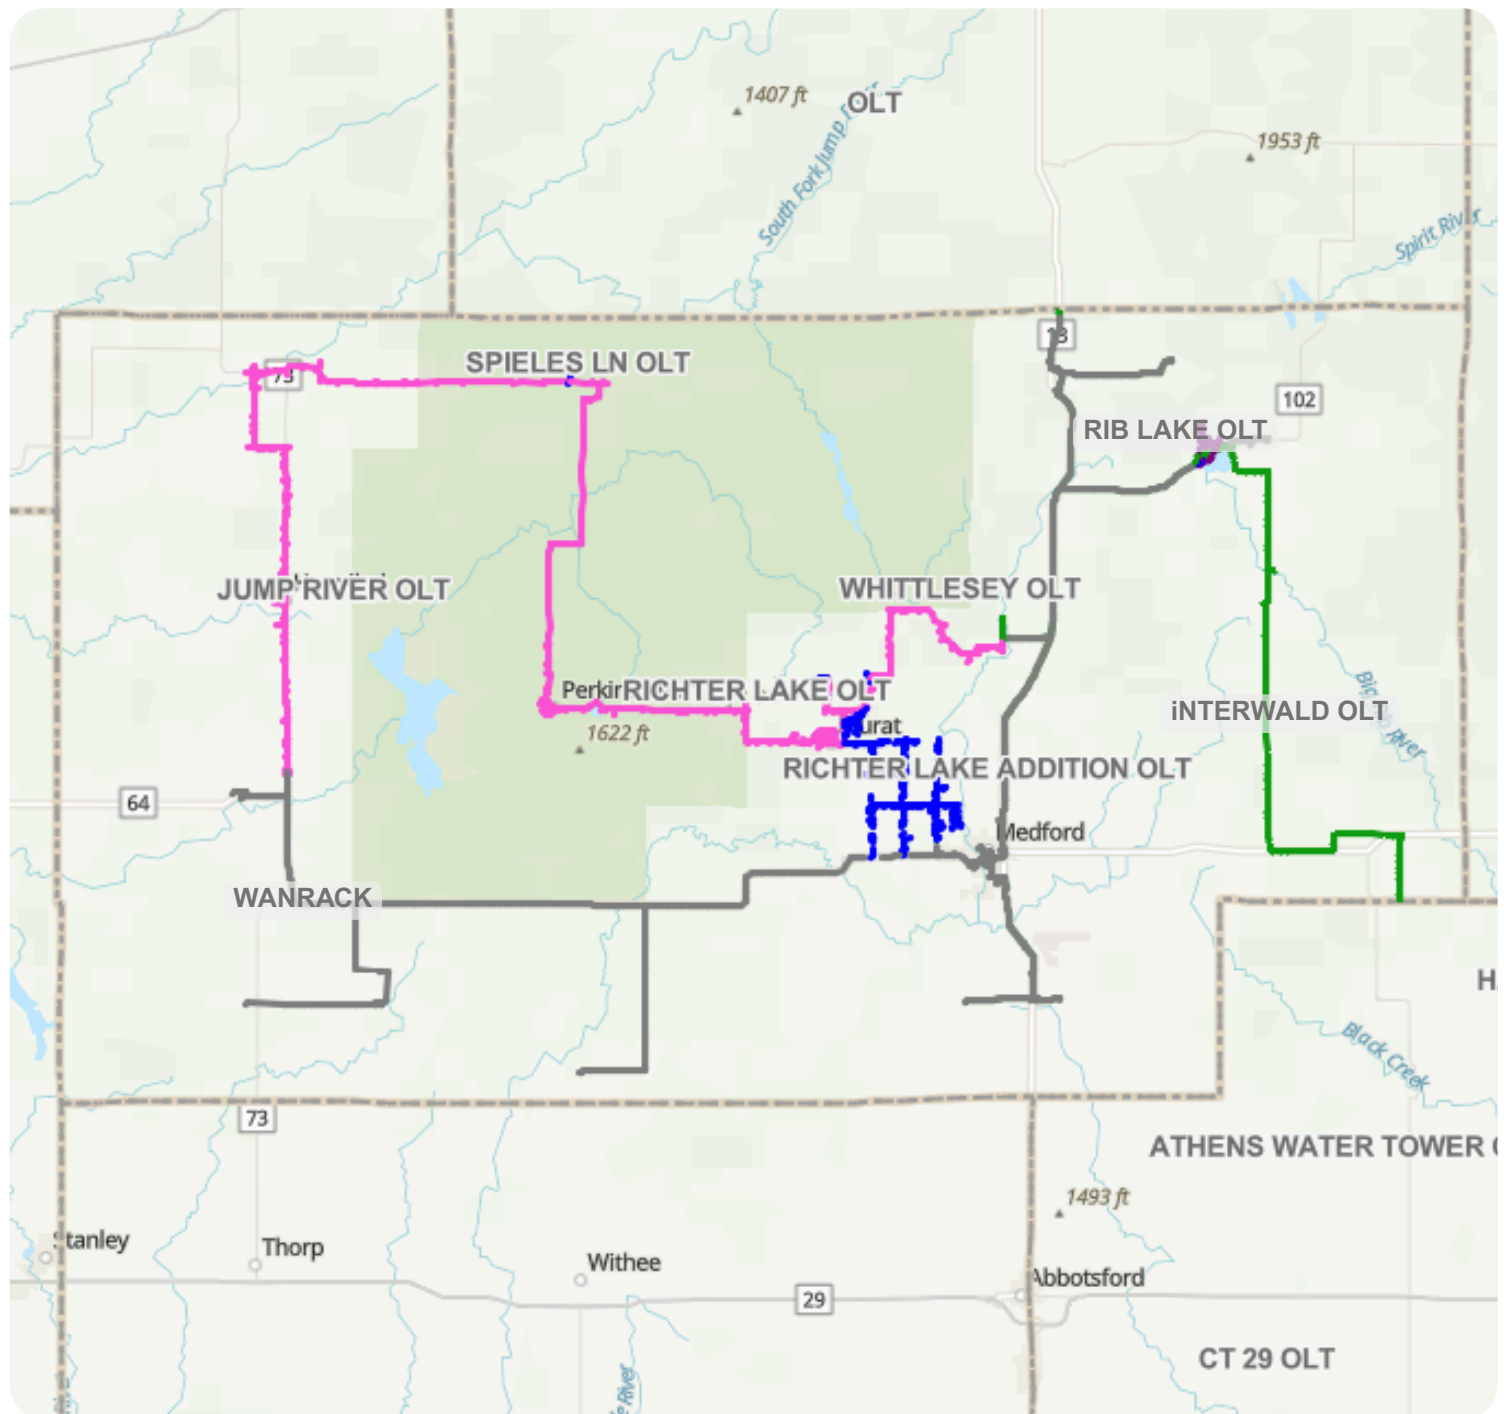 1407 ft
OLT
1953 ft
South Fork Jump
Spirit River
13
SPIELES LN OLT
73
102
RIB LAKE OLT
JUMP RIVER OLT
WHITTLESEY OLT
RICHTER LAKE OLT
iNTERWALD OLT
1622 ft
RICHTER LAKE ADDITION OLT
64
Medford
WANRACK
Black Creek
73
ATHENS WATER TOWER
1493 ft
Stanley
Thorp
Withee
Abbotsford
29
CT 29 OLT
River